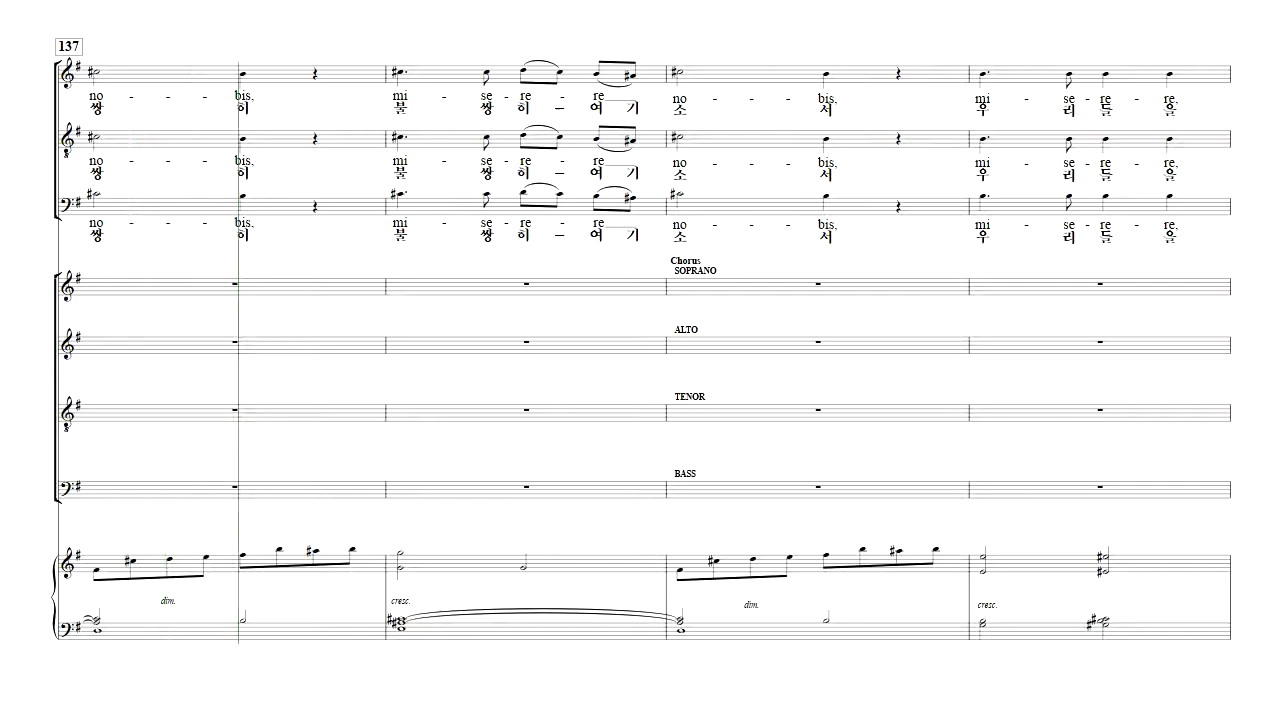 137
no - - - bis, mi - se - re - re no - - bis, mi - se - re - re,
쌍 히 불 쌍 히 – 여 기 소 서 우 리 들 을
no - - - bis, mi - se - re - re no - - bis, mi - se - re - re,
쌍 히 불 쌍 히 – 여 기 소 서 우 리 들 을
no - - - bis, mi - se - re - re no - - bis, mi - se - re - re,
쌍 히 불 쌍 히 – 여 기 소 서 우 리 들 을
Chorus
SOPRANO
ALTO
TENOR
BASS
dim. cresc. dim. cresc.